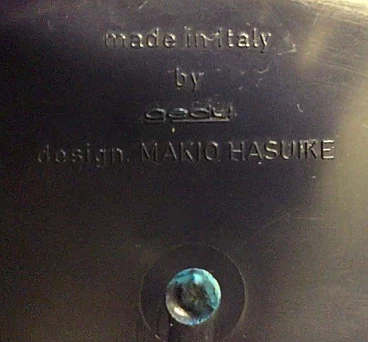 made in italy
by
gedy
design. MAKIO HASUIKE